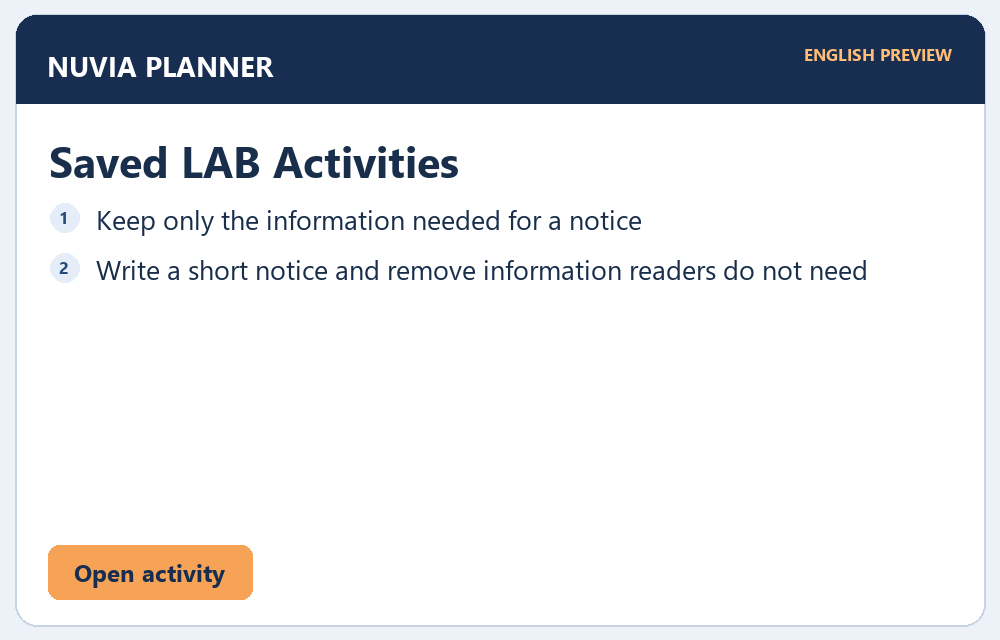 NUVIA PLANNER
ENGLISH PREVIEW
Saved LAB Activities
1 Keep only the information needed for a notice
2 Write a short notice and remove information readers do not need
Open activity